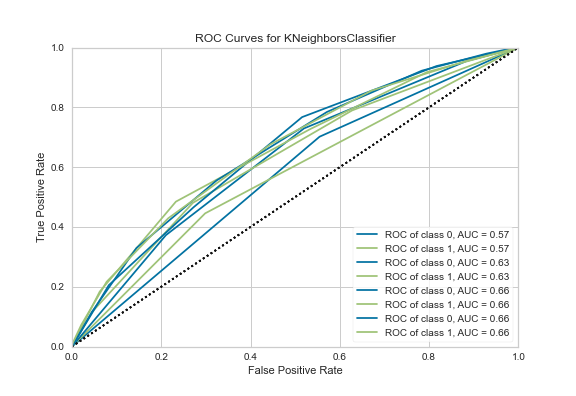 ROC Curves for KNeighborsClassifier
True Positive Rate
1.0
0.8
0.6
0.4
0.2
0.0
ROC of class 0, AUC = 0.57
ROC of class 1, AUC = 0.57
ROC of class 0, AUC = 0.63
ROC of class 1, AUC = 0.63
ROC of class 0, AUC = 0.66
ROC of class 1, AUC = 0.66
ROC of class 0, AUC = 0.66
ROC of class 1, AUC = 0.66
0.0 0.2 0.4 0.6 0.8 1.0
False Positive Rate